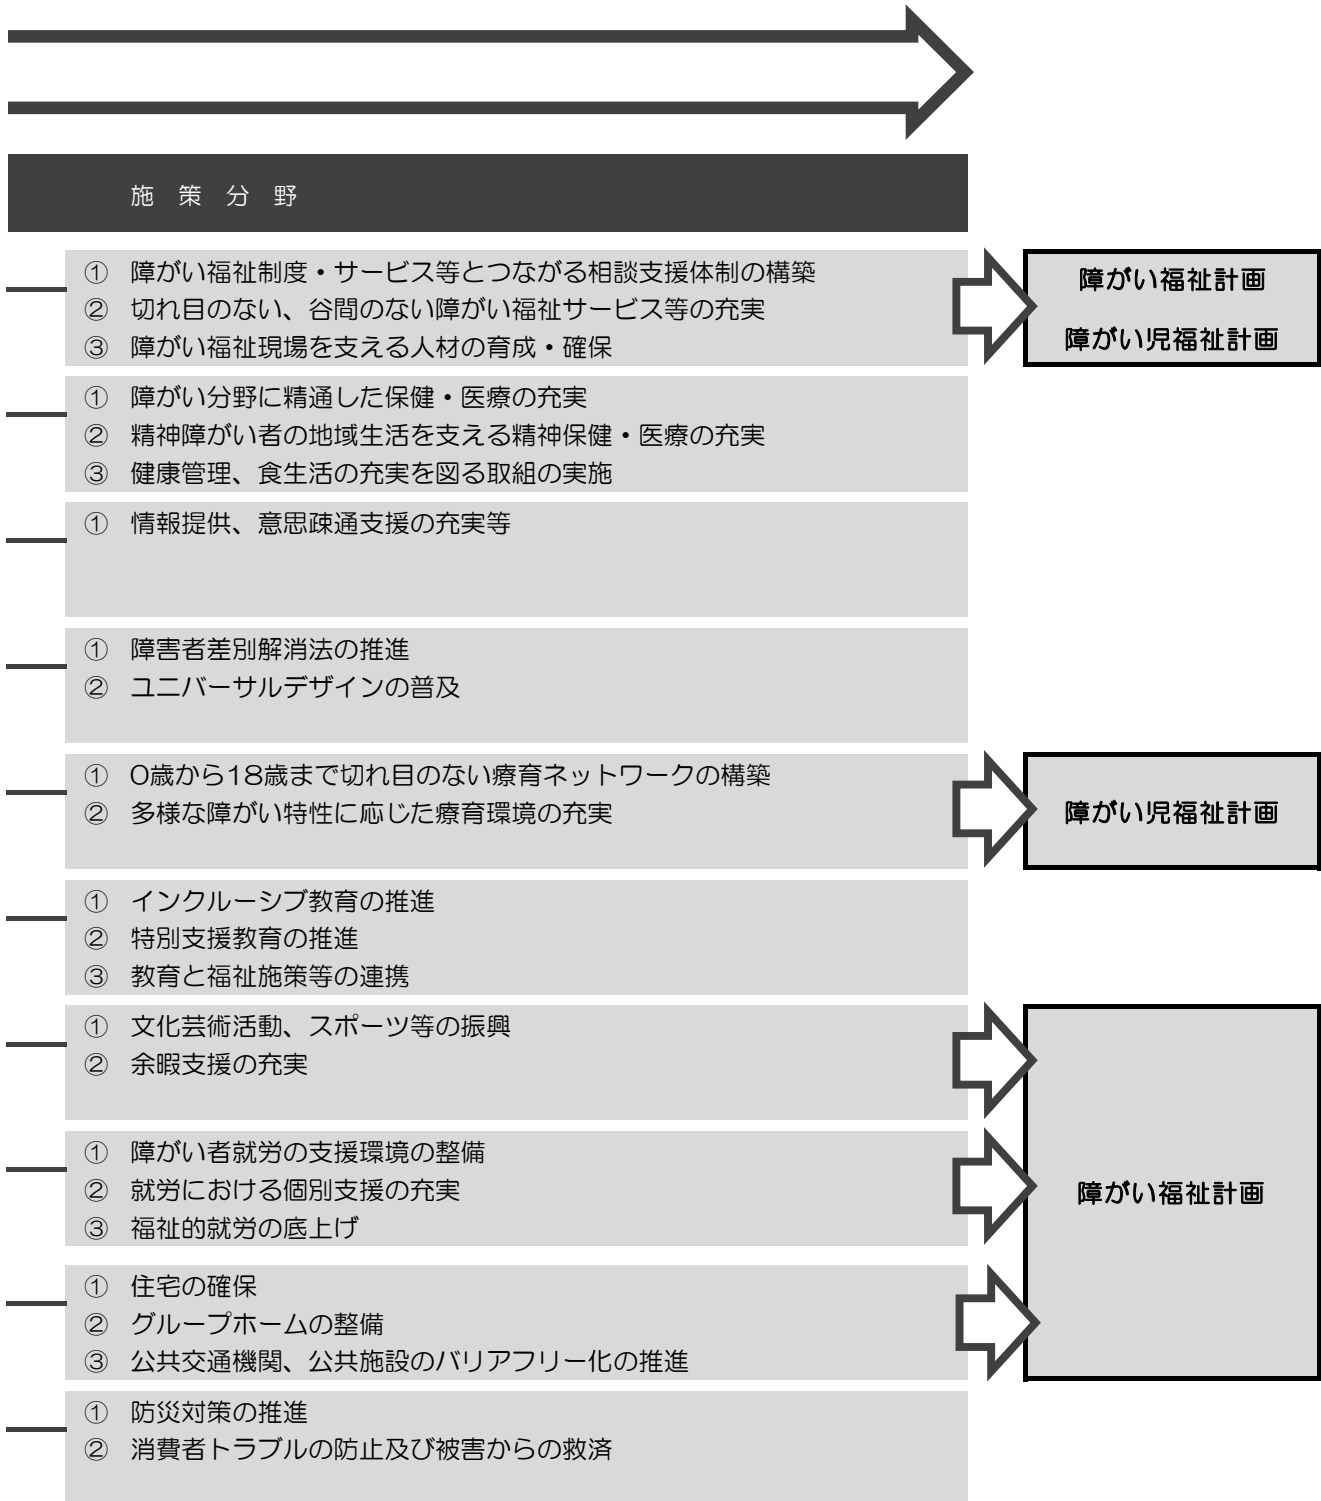 施策分野
① 障がい福祉制度・サービス等とつながる相談支援体制の構築
② 切れ目のない、谷間のない障がい福祉サービス等の充実
③ 障がい福祉現場を支える人材の育成・確保
障がい福祉計画
障がい児福祉計画
① 障がい分野に精通した保健・医療の充実
② 精神障がい者の地域生活を支える精神保健・医療の充実
③ 健康管理、食生活の充実を図る取組の実施
① 情報提供、意思疎通支援の充実等
① 障害者差別解消法の推進
② ユニバーサルデザインの普及
① 0歳から18歳まで切れ目のない療育ネットワークの構築
② 多様な障がい特性に応じた療育環境の充実
障がい児福祉計画
① インクルーシブ教育の推進
② 特別支援教育の推進
③ 教育と福祉施策等の連携
① 文化芸術活動、スポーツ等の振興
② 余暇支援の充実
① 障がい者就労の支援環境の整備
② 就労における個別支援の充実
③ 福祉的就労の底上げ
障がい福祉計画
① 住宅の確保
② グループホームの整備
③ 公共交通機関、公共施設のバリアフリー化の推進
① 防災対策の推進
② 消費者トラブルの防止及び被害からの救済